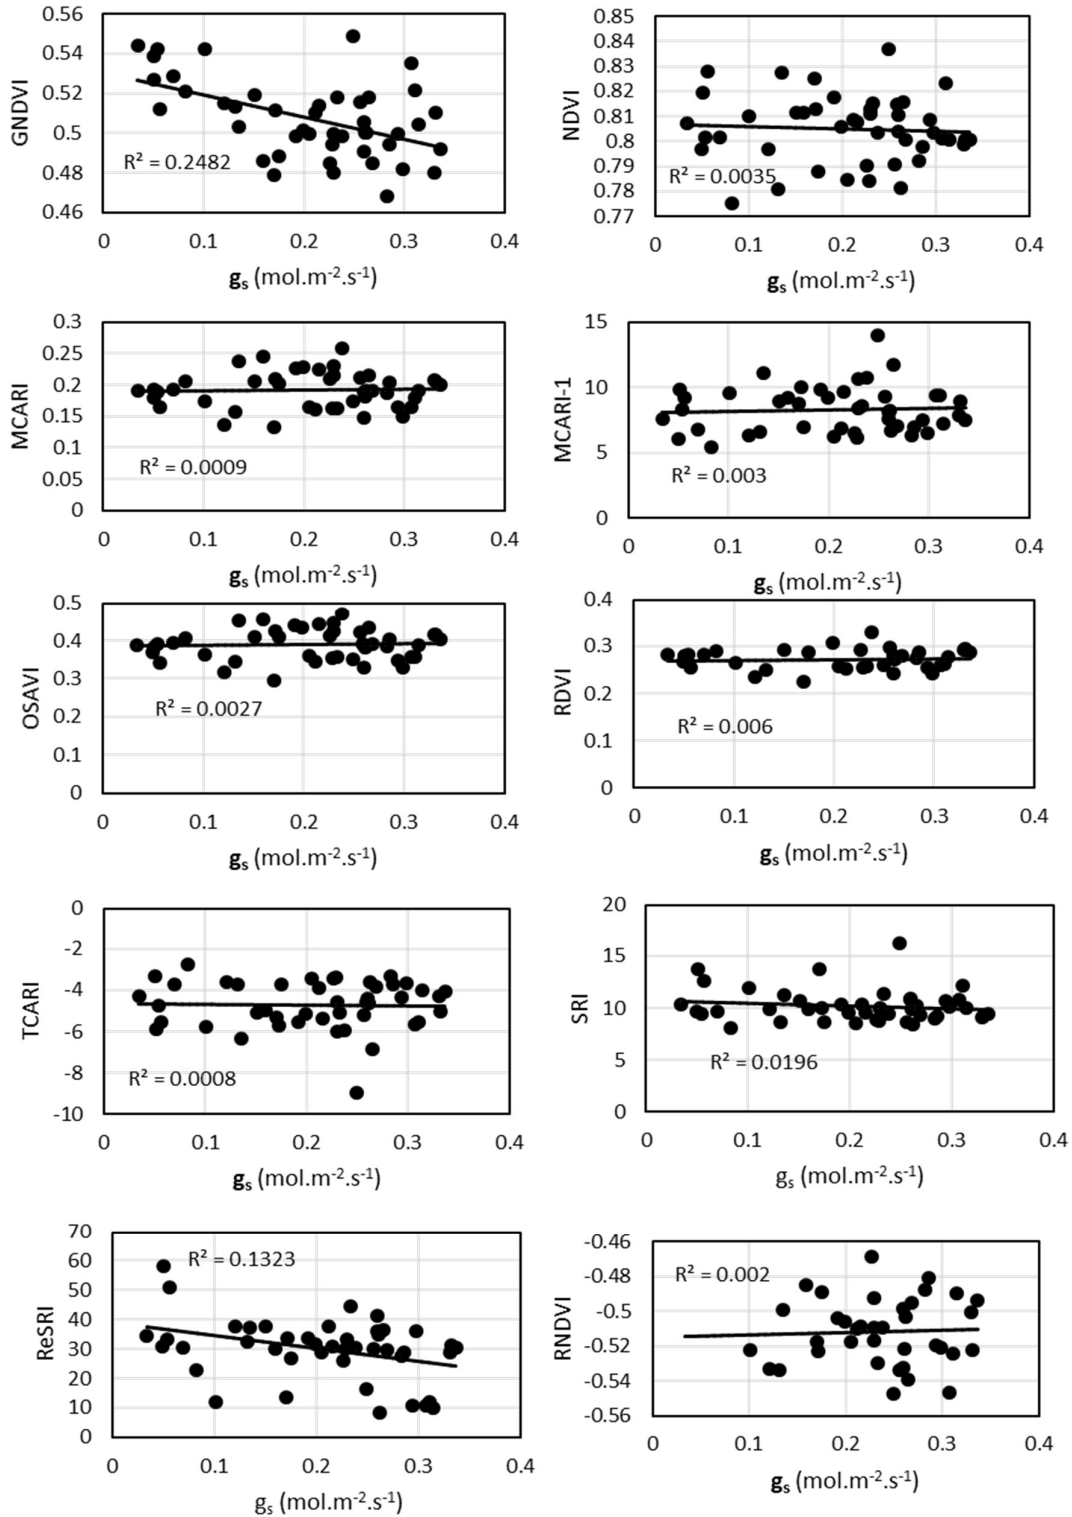 GNDVI
0.56
0.54
0.52
0.5
0.48
0.46
R² = 0.2482
0 0.1 0.2 0.3 0.4
gs (mol.m-2.s-1)
NDVI
0.85
0.84
0.83
0.82
0.81
0.8
0.79
0.78
0.77
R² = 0.0035
0 0.1 0.2 0.3 0.4
gs (mol.m-2.s-1)
MCARI
0.3
0.25
0.2
0.15
0.1
0.05
0
R² = 0.0009
0 0.1 0.2 0.3 0.4
gs (mol.m-2.s-1)
MCARI-1
15
10
5
0
R² = 0.003
0 0.1 0.2 0.3 0.4
gs (mol.m-2.s-1)
OSAVI
0.5
0.4
0.3
0.2
0.1
0
R² = 0.0027
0 0.1 0.2 0.3 0.4
gs (mol.m-2.s-1)
RDVI
0.4
0.3
0.2
0.1
0
R² = 0.006
0 0.1 0.2 0.3 0.4
gs (mol.m-2.s-1)
TCARI
0
-2
-4
-6
-8
-10
R² = 0.0008
0 0.1 0.2 0.3 0.4
gs (mol.m-2.s-1)
SRI
20
15
10
5
0
R² = 0.0196
0 0.1 0.2 0.3 0.4
gs (mol.m-2.s-1)
ReSRI
70
60
50
40
30
20
10
0
R² = 0.1323
0 0.1 0.2 0.3 0.4
gs (mol.m-2.s-1)
RNDVI
-0.46
-0.48
-0.5
-0.52
-0.54
-0.56
R² = 0.002
0 0.1 0.2 0.3 0.4
gs (mol.m-2.s-1)